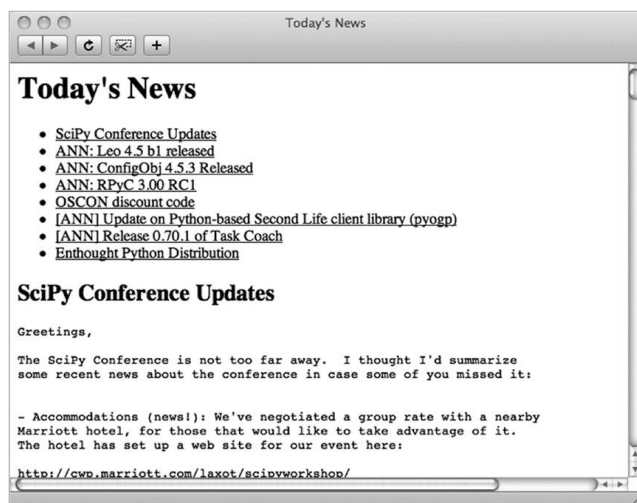 Today's News
Today's News
• SciPy Conference Updates
• ANN: Leo 4.5 b1 released
• ANN: ConfigObj 4.5.3 Released
• ANN: RPyC 3.00 RC1
• OSCON discount code
• [ANN] Update on Python-based Second Life client library (pyogp)
• [ANN] Release 0.70.1 of Task Coach
• Enthought Python Distribution
SciPy Conference Updates
Greetings,
The SciPy Conference is not too far away.  I thought I'd summarize
some recent news about the conference in case some of you missed it:
- Accommodations (news!): We've negotiated a group rate with a nearby
Marriott hotel, for those that would like to take advantage of it.
The hotel has set up a web site for our event here:
http://cwp.marriott.com/laxot/scipyworkshop/